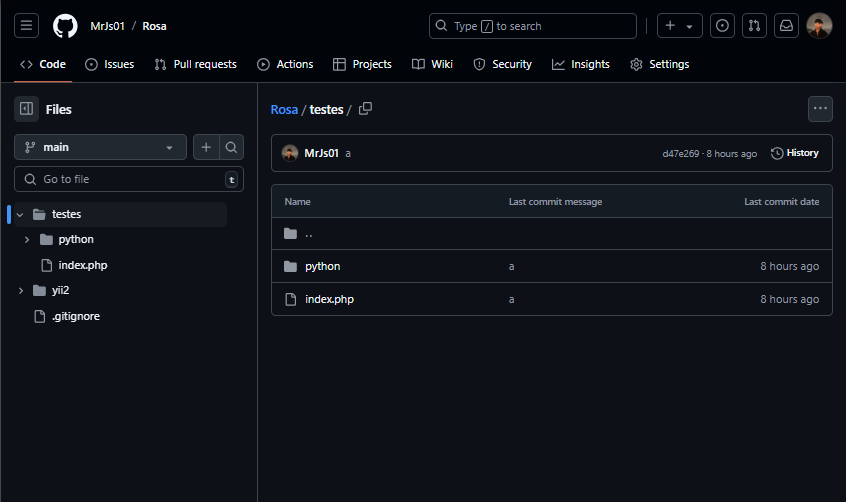 MrJs01 / Rosa
Type / to search
Code Issues Pull requests Actions Projects Wiki Insights Security Settings
Files
main
Go to file t
testes
python
index.php
yii2
.gitignore
Rosa / testes /
MrJs01 a d47e269 · 8 hours ago History
Name Last commit message Last commit date
..
python a 8 hours ago
index.php a 8 hours ago